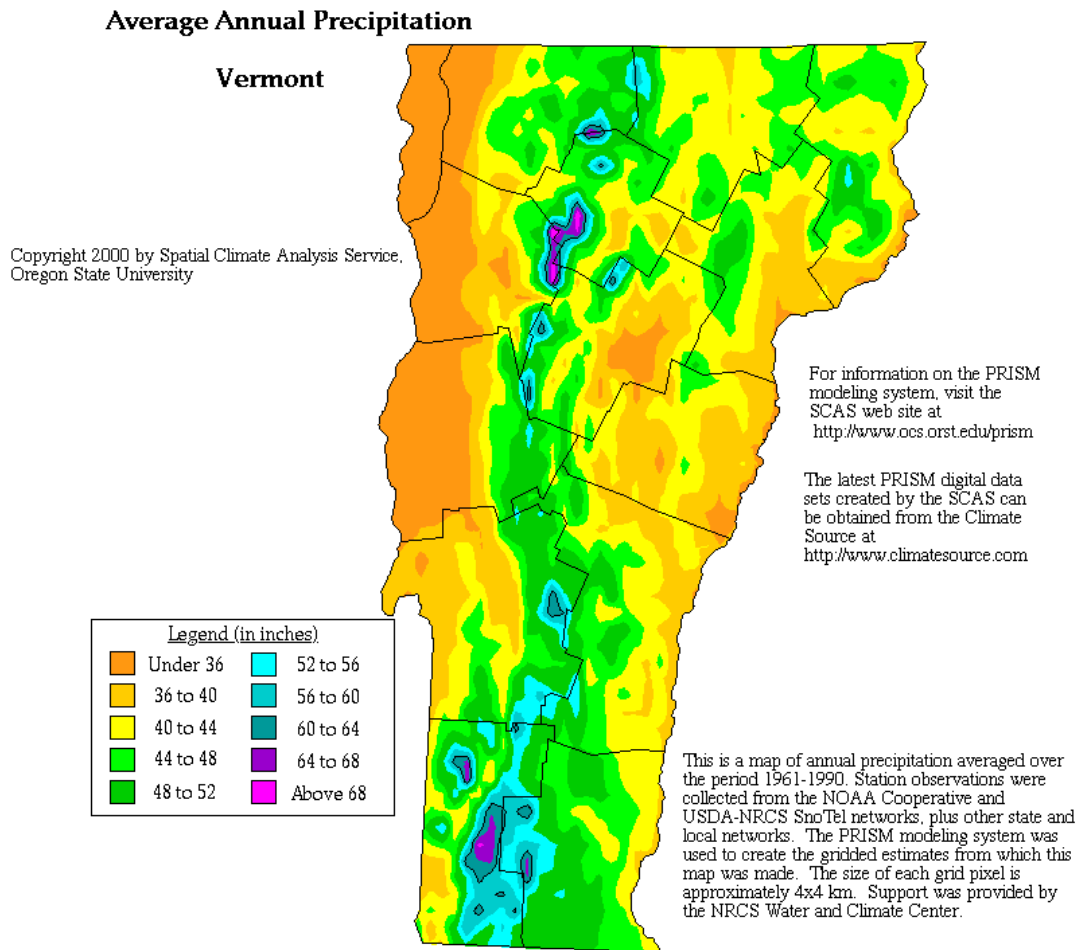 Average Annual Precipitation
Vermont
Copyright 2000 by Spatial Climate Analysis Service,
Oregon State University
For information on the PRISM
modeling system, visit the
SCAS web site at
http://www.ocs.orst.edu/prism
The latest PRISM digital data
sets created by the SCAS can
be obtained from the Climate
Source at
http://www.climatesource.com
Legend (in inches)
Under 36
36 to 40
40 to 44
44 to 48
48 to 52
52 to 56
56 to 60
60 to 64
64 to 68
Above 68
This is a map of annual precipitation averaged over
the period 1961-1990. Station observations were
collected from the NOAA Cooperative and
USDA-NRCS SnoTel networks, plus other state and
local networks. The PRISM modeling system was
used to create the gridded estimates from which this
map was made. The size of each grid pixel is
approximately 4x4 km. Support was provided by
the NRCS Water and Climate Center.